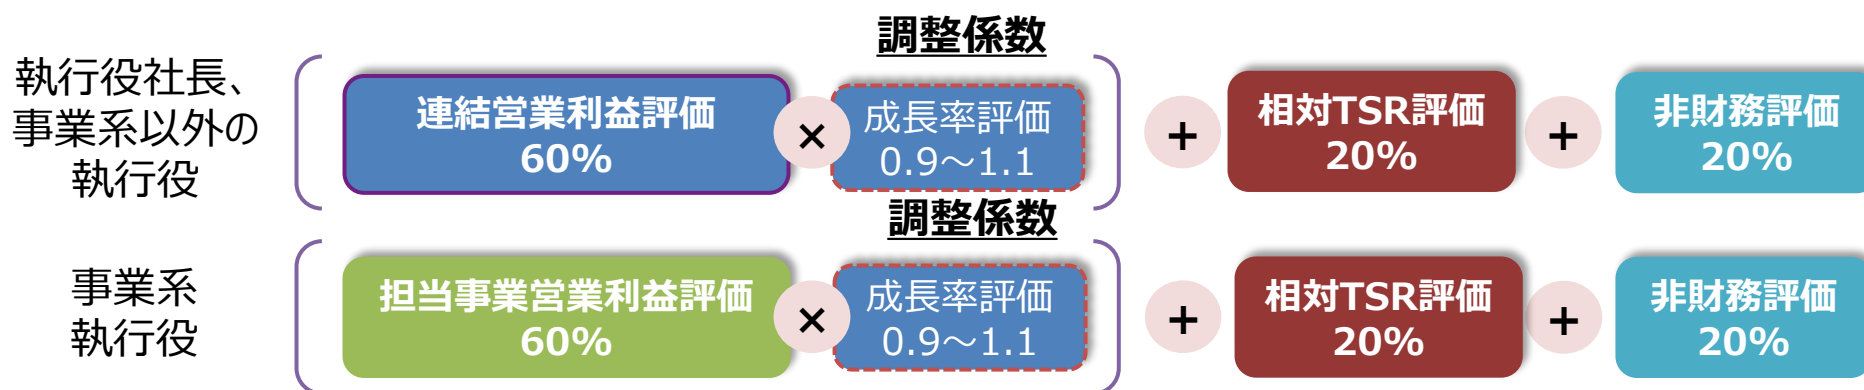 調整係数
執行役社長、
事業系以外の
執行役
連結営業利益評価
60%
×
成長率評価
0.9～1.1
+
相対TSR評価
20%
+
非財務評価
20%
調整係数
事業系
執行役
担当事業営業利益評価
60%
×
成長率評価
0.9～1.1
+
相対TSR評価
20%
+
非財務評価
20%